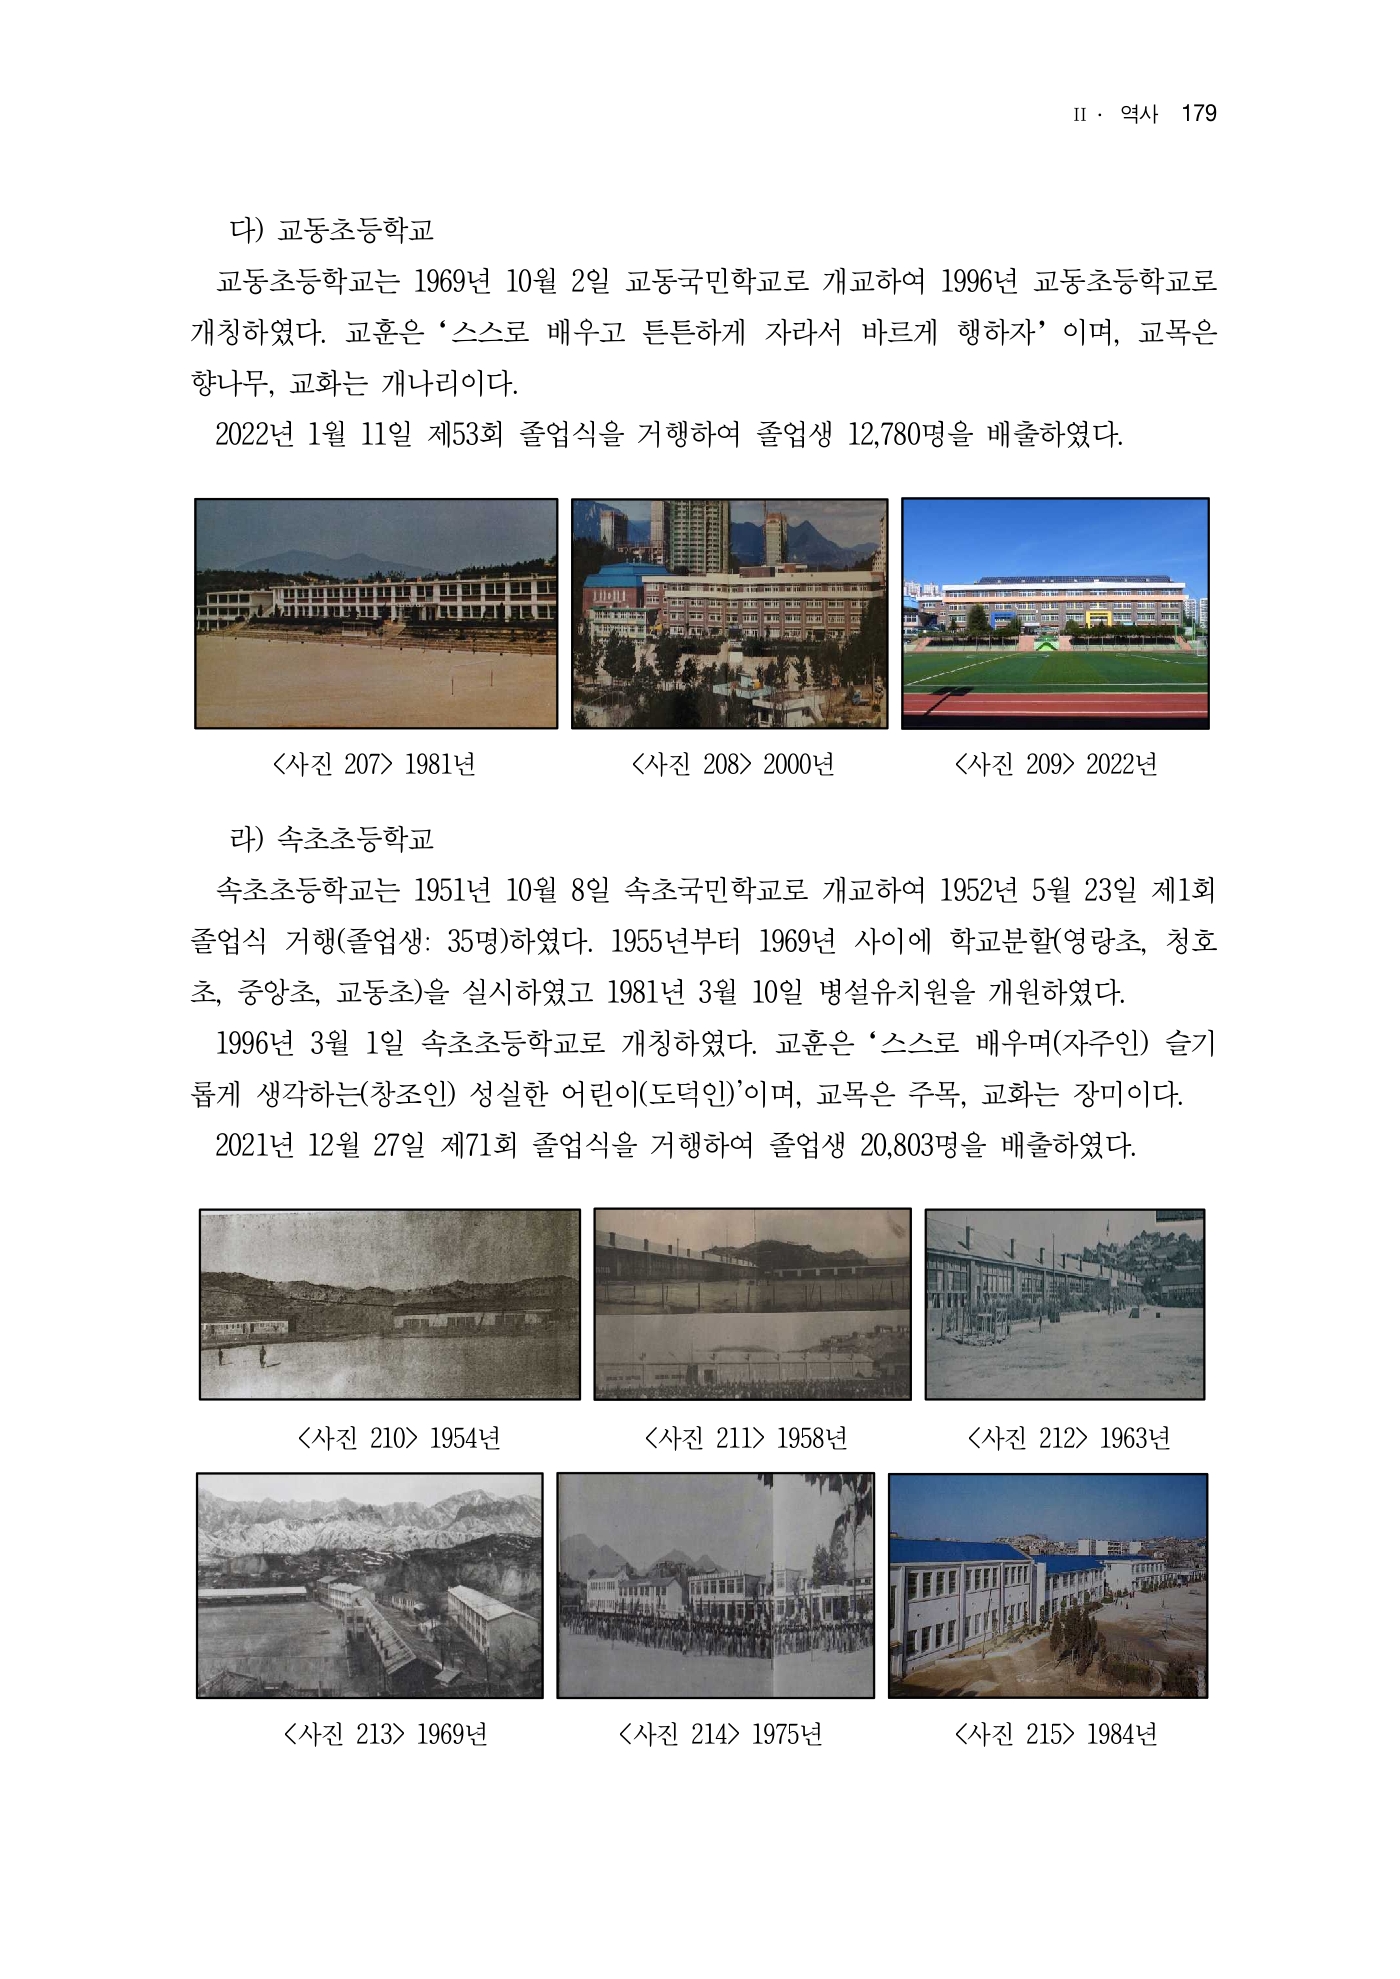 II · 역사 179
다) 교동초등학교
교동초등학교는 1969년 10월 2일 교동국민학교로 개교하여 1996년 교동초등학교로
개칭하였다. 교훈은 ‘스스로 배우고 튼튼하게 자라서 바르게 행하자’ 이며, 교목은
향나무, 교화는 개나리이다.
2022년 1월 11일 제53회 졸업식을 거행하여 졸업생 12,780명을 배출하였다.
<사진 207> 1981년
<사진 208> 2000년
<사진 209> 2022년
라) 속초초등학교
속초초등학교는 1951년 10월 8일 속초국민학교로 개교하여 1952년 5월 23일 제1회
졸업식 거행(졸업생: 35명)하였다. 1955년부터 1969년 사이에 학교분할(영랑초, 청호
초, 중앙초, 교동초)을 실시하였고 1981년 3월 10일 병설유치원을 개원하였다.
1996년 3월 1일 속초초등학교로 개칭하였다. 교훈은 ‘스스로 배우며(자주인) 슬기
롭게 생각하는(창조인) 성실한 어린이(도덕인)’이며, 교목은 주목, 교화는 장미이다.
2021년 12월 27일 제71회 졸업식을 거행하여 졸업생 20,803명을 배출하였다.
<사진 210> 1954년
<사진 211> 1958년
<사진 212> 1963년
<사진 213> 1969년
<사진 214> 1975년
<사진 215> 1984년